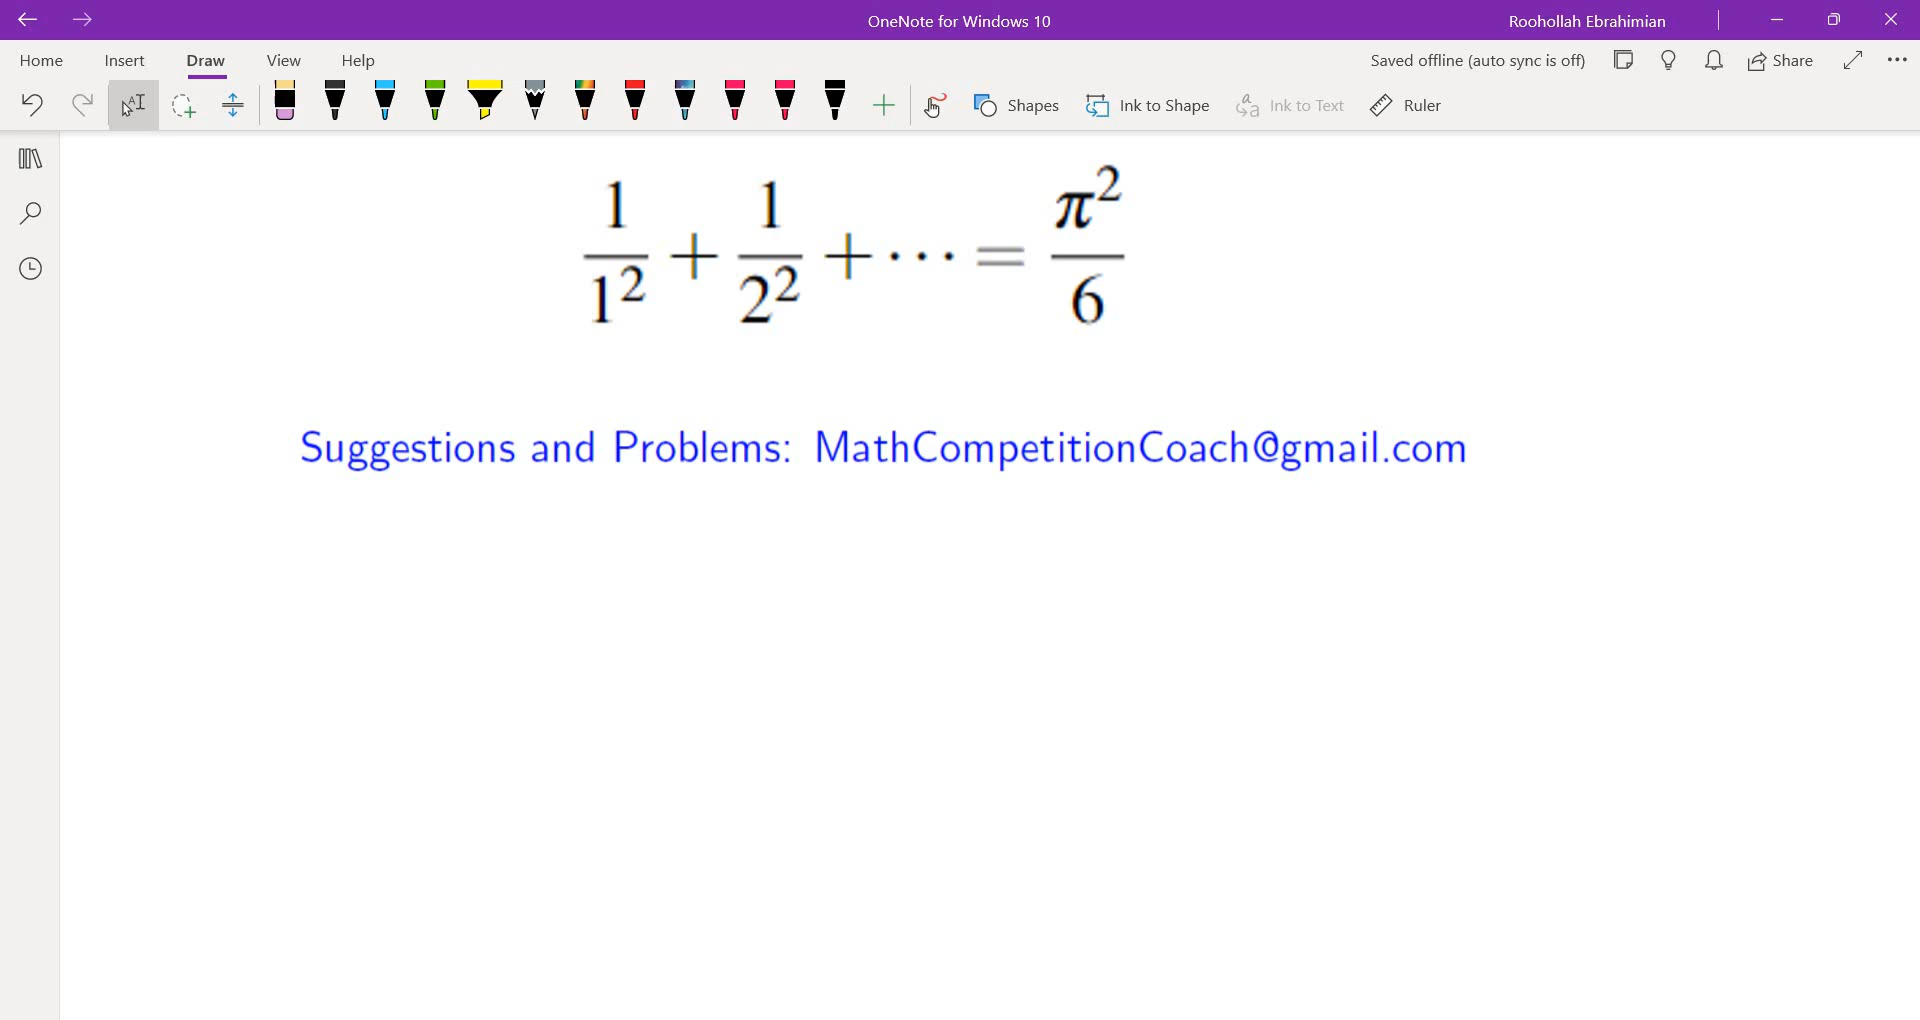 OneNote for Windows 10
Roohollah Ebrahimian
Home Insert Draw View Help
Saved offline (auto sync is off) Share
Shapes Ink to Shape Ink to Text Ruler
1/1² + 1/2² + ··· = π²/6
Suggestions and Problems: MathCompetitionCoach@gmail.com